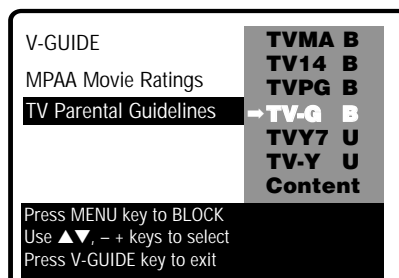 V-GUIDE
MPAA Movie Ratings
TV Parental Guidelines
TVMA B
TV14 B
TVPG B
➡TV-G B
TVY7 U
TV-Y U
Content
Press MENU key to BLOCK
Use ▲▼, – + keys to select
Press V-GUIDE key to exit